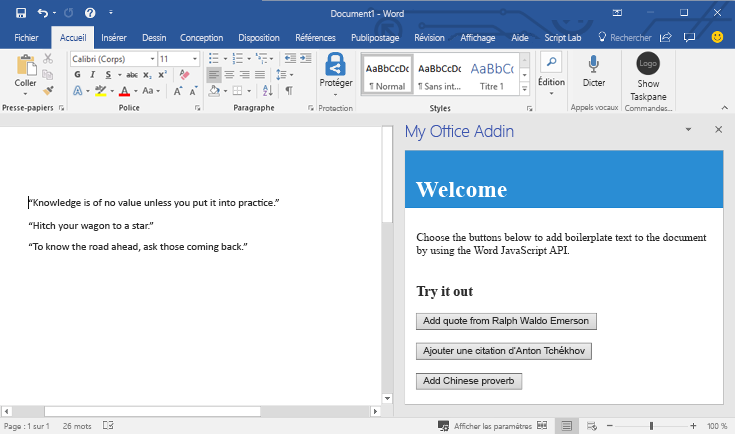 Document1 - Word
Fichier Accueil Insérer Dessin Conception Disposition Références Publipostage Révision Affichage Aide Script Lab Rechercher
Coller
Presse-papiers
Calibri (Corps) 11
G I S abc X₂ X²
A A Aa A A
Police
Paragraphe
Protéger
Protection
AaBbCcDc AaBbCcDc AaBbCc
¶ Normal ¶ Sans int... Titre 1
Styles
Édition
Dicter
Appels vocaux
Logo
Show
Taskpane
Commandes...
My Office Addin
Welcome
Choose the buttons below to add boilerplate text to the document
by using the Word JavaScript API.
Try it out
Add quote from Ralph Waldo Emerson
Ajouter une citation d'Anton Tchékhov
Add Chinese proverb
“Knowledge is of no value unless you put it into practice.”
“Hitch your wagon to a star.”
“To know the road ahead, ask those coming back.”
Page : 1 sur 1 26 mots Afficher les paramètres 100 %